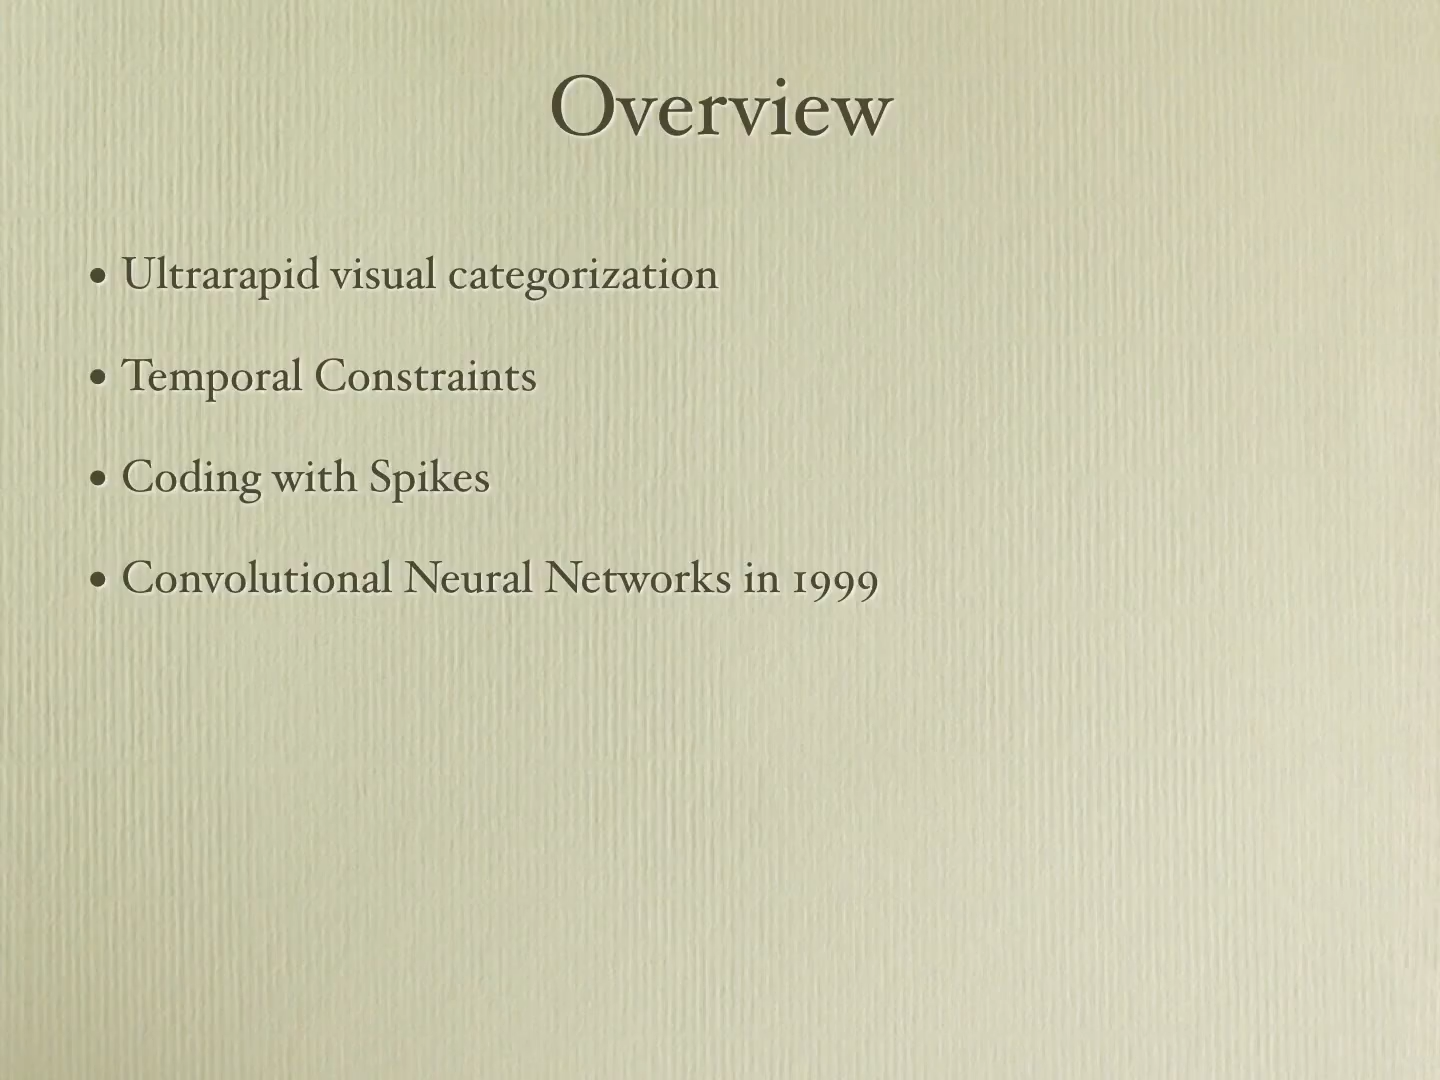 Overview
• Ultrarapid visual categorization
• Temporal Constraints
• Coding with Spikes
• Convolutional Neural Networks in 1999